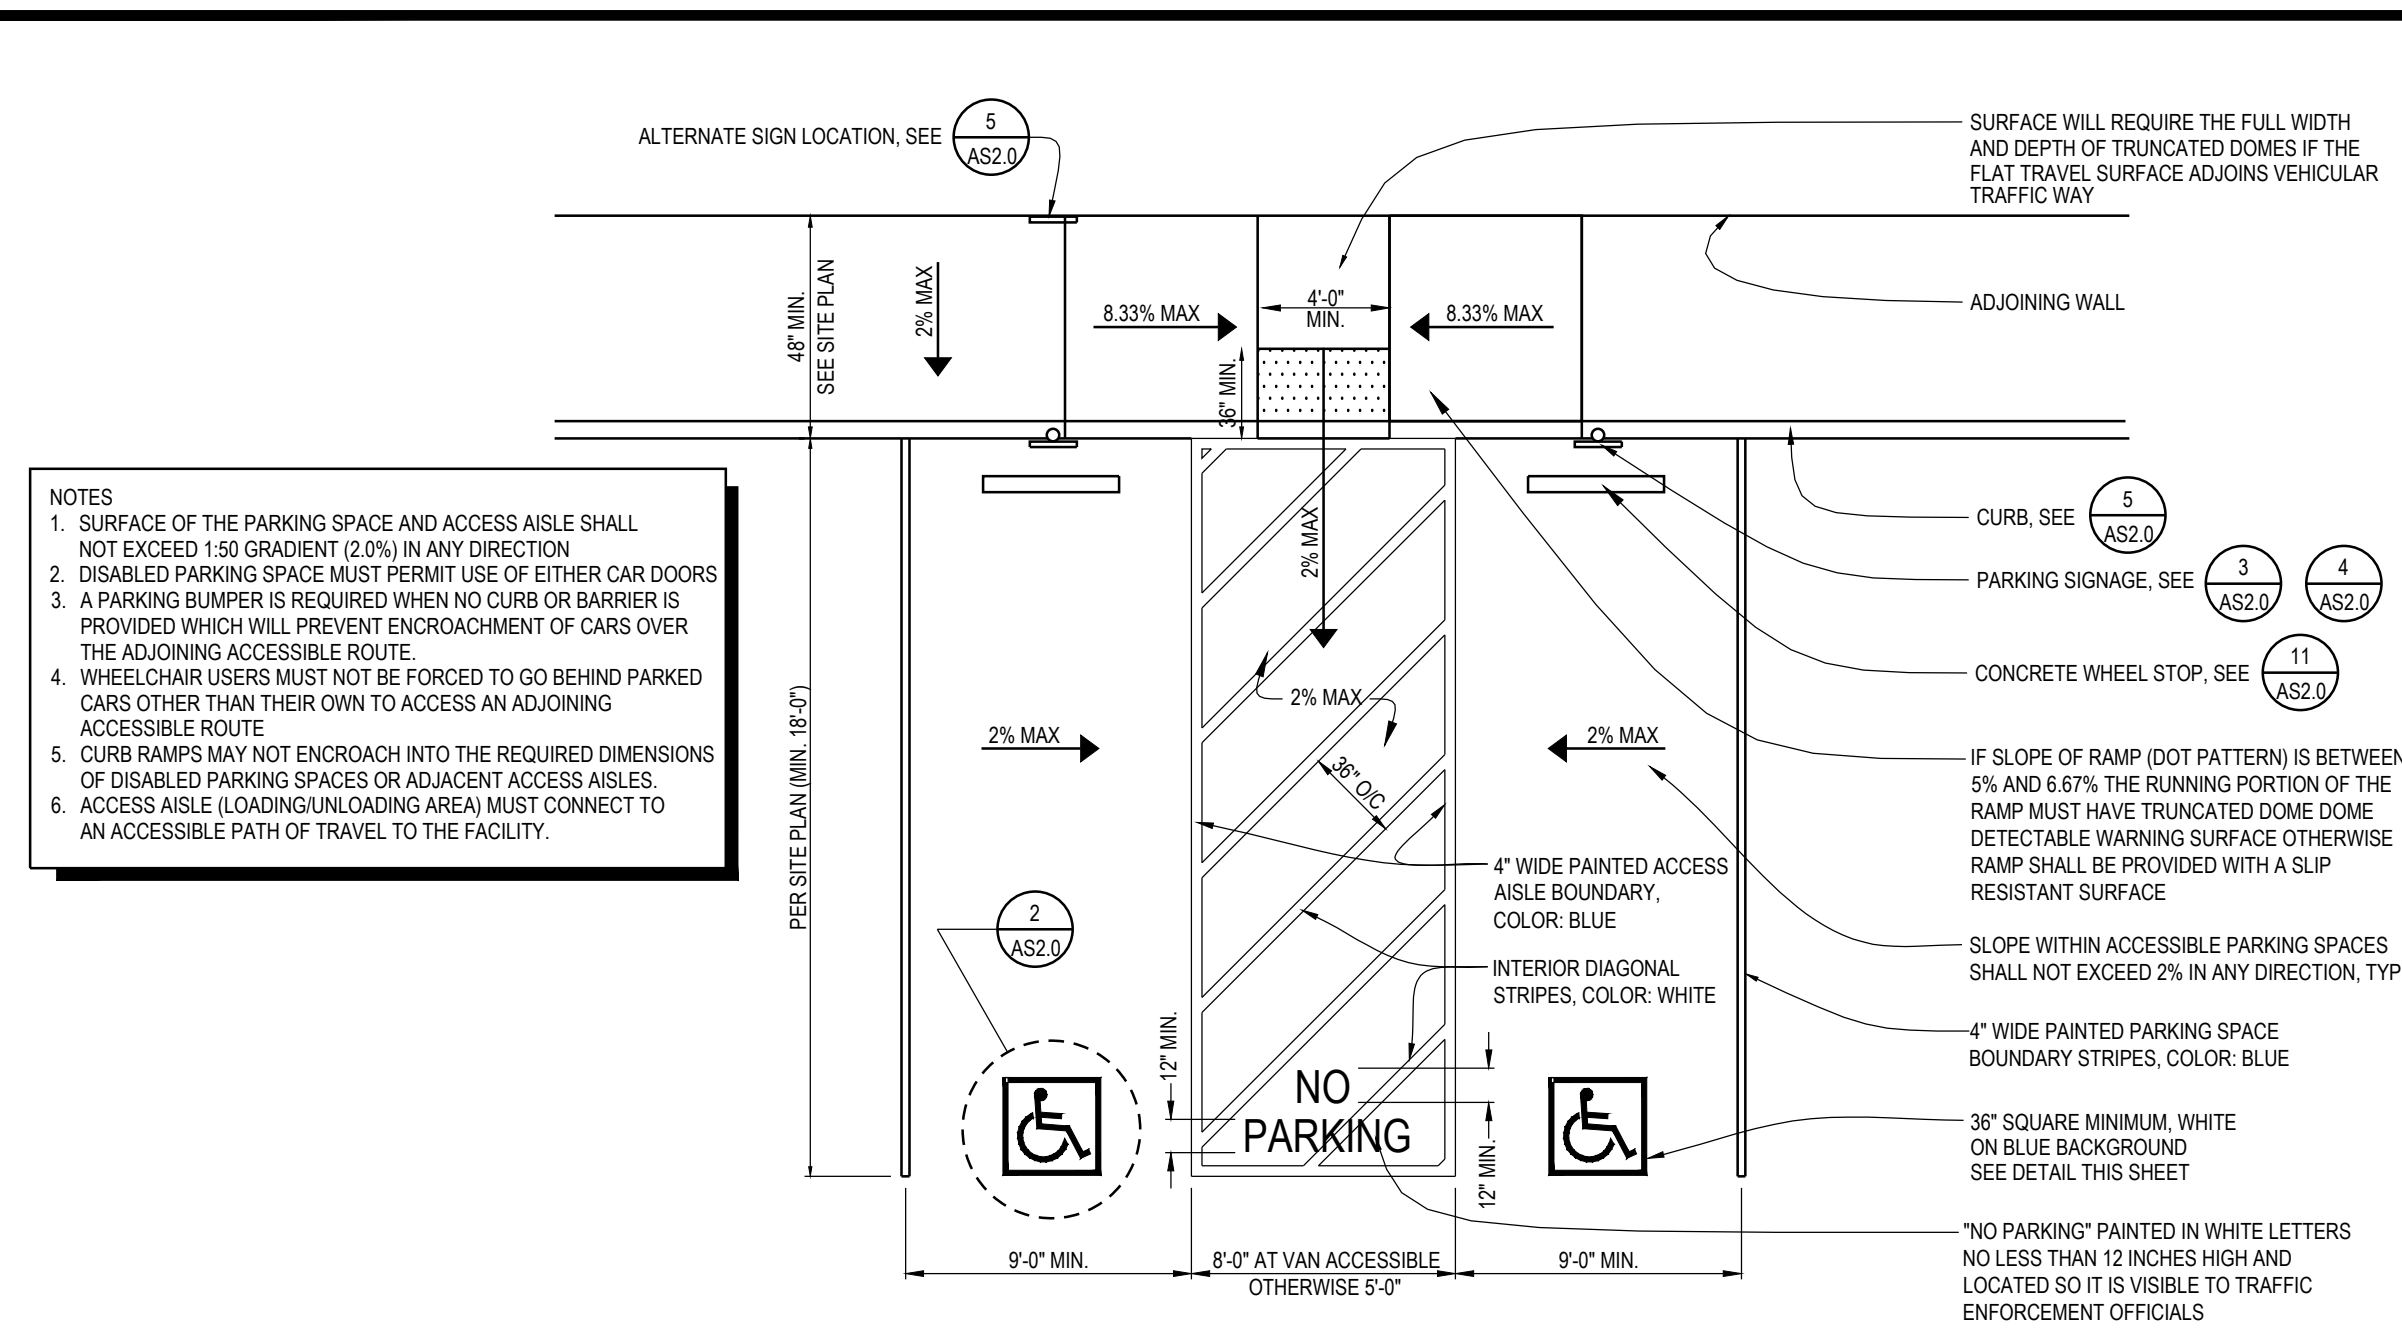 ALTERNATE SIGN LOCATION, SEE
5
AS2.0
SURFACE WILL REQUIRE THE FULL WIDTH
AND DEPTH OF TRUNCATED DOMES IF THE
FLAT TRAVEL SURFACE ADJOINS VEHICULAR
TRAFFIC WAY
48" MIN.
SEE SITE PLAN
2% MAX
8.33% MAX
4'-0"
MIN.
8.33% MAX
ADJOINING WALL
36" MIN.
NOTES
1. SURFACE OF THE PARKING SPACE AND ACCESS AISLE SHALL
NOT EXCEED 1:50 GRADIENT (2.0%) IN ANY DIRECTION
2. DISABLED PARKING SPACE MUST PERMIT USE OF EITHER CAR DOORS
3. A PARKING BUMPER IS REQUIRED WHEN NO CURB OR BARRIER IS
PROVIDED WHICH WILL PREVENT ENCROACHMENT OF CARS OVER
THE ADJOINING ACCESSIBLE ROUTE.
4. WHEELCHAIR USERS MUST NOT BE FORCED TO GO BEHIND PARKED
CARS OTHER THAN THEIR OWN TO ACCESS AN ADJOINING
ACCESSIBLE ROUTE
5. CURB RAMPS MAY NOT ENCROACH INTO THE REQUIRED DIMENSIONS
OF DISABLED PARKING SPACES OR ADJACENT ACCESS AISLES.
6. ACCESS AISLE (LOADING/UNLOADING AREA) MUST CONNECT TO
AN ACCESSIBLE PATH OF TRAVEL TO THE FACILITY.
PER SITE PLAN (MIN. 18'-0")
2% MAX
2% MAX
2% MAX
2% MAX
36" O/C
CURB, SEE
5
AS2.0
PARKING SIGNAGE, SEE
3
AS2.0
4
AS2.0
CONCRETE WHEEL STOP, SEE
11
AS2.0
IF SLOPE OF RAMP (DOT PATTERN) IS BETWEEN
5% AND 6.67% THE RUNNING PORTION OF THE
RAMP MUST HAVE TRUNCATED DOME DOME
DETECTABLE WARNING SURFACE OTHERWISE
RAMP SHALL BE PROVIDED WITH A SLIP
RESISTANT SURFACE
4" WIDE PAINTED ACCESS
AISLE BOUNDARY,
COLOR: BLUE
2
AS2.0
INTERIOR DIAGONAL
STRIPES, COLOR: WHITE
SLOPE WITHIN ACCESSIBLE PARKING SPACES
SHALL NOT EXCEED 2% IN ANY DIRECTION, TYP
4" WIDE PAINTED PARKING SPACE
BOUNDARY STRIPES, COLOR: BLUE
12" MIN.
NO
PARKING
12" MIN.
36" SQUARE MINIMUM, WHITE
ON BLUE BACKGROUND
SEE DETAIL THIS SHEET
"NO PARKING" PAINTED IN WHITE LETTERS
NO LESS THAN 12 INCHES HIGH AND
LOCATED SO IT IS VISIBLE TO TRAFFIC
ENFORCEMENT OFFICIALS
9'-0" MIN.
8'-0" AT VAN ACCESSIBLE
OTHERWISE 5'-0"
9'-0" MIN.